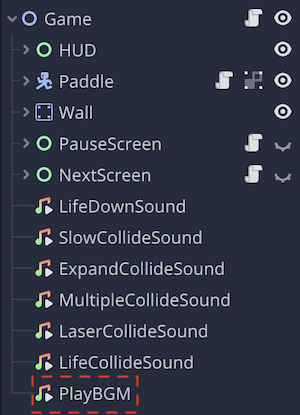 Game
HUD
Paddle
Wall
PauseScreen
NextScreen
LifeDownSound
SlowCollideSound
ExpandCollideSound
MultipleCollideSound
LaserCollideSound
LifeCollideSound
PlayBGM